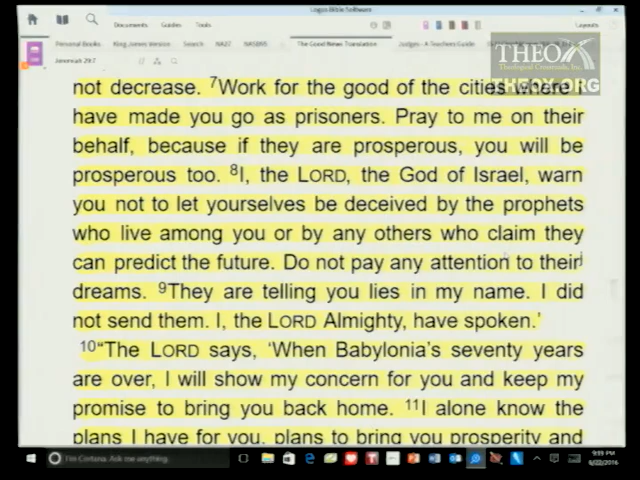 Logos Bible Software
Documents Guides Tools
Layouts
Personal Books King James Version Search NA27 NASB95 The Good News Translation Judges - A Teachers Guide
Jeremiah 29:7
THEOX
THEOX.ORG
not decrease. 7Work for the good of the cities where I
have made you go as prisoners. Pray to me on their
behalf, because if they are prosperous, you will be
prosperous too. 8I, the LORD, the God of Israel, warn
you not to let yourselves be deceived by the prophets
who live among you or by any others who claim they
can predict the future. Do not pay any attention to their
dreams. 9They are telling you lies in my name. I did
not send them. I, the LORD Almighty, have spoken.’
10“The LORD says, ‘When Babylonia’s seventy years
are over, I will show my concern for you and keep my
promise to bring you back home. 11I alone know the
plans I have for you, plans to bring you prosperity and
I'm Cortana. Ask me anything.
9:59 PM
6/22/2016